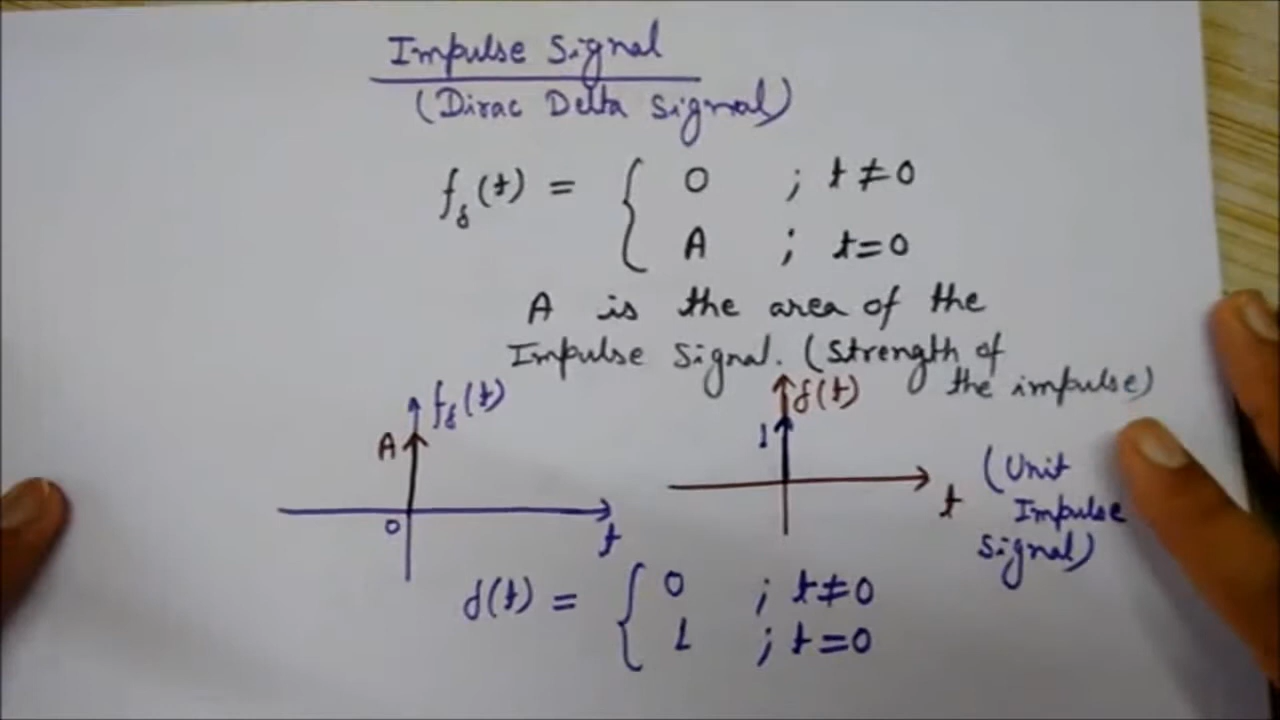 Impulse Signal
(Dirac Delta Signal)
fδ(t) = { 0 ; t ≠ 0
A ; t = 0
A is the area of the
Impulse Signal. (Strength of
the impulse)
fδ(t)
A
0
t
δ(t)
1
t
(Unit
Impulse
Signal)
δ(t) = { 0 ; t ≠ 0
1 ; t = 0